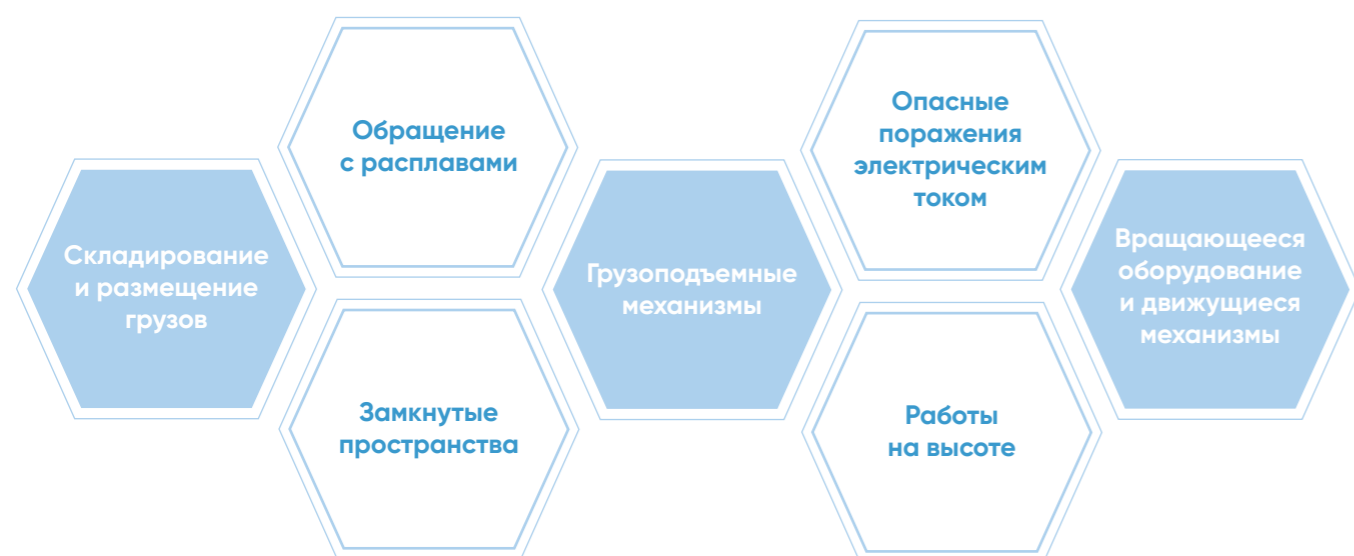 Складирование
и размещение
грузов
Обращение
с расплавами
Замкнутые
пространства
Грузоподъемные
механизмы
Опасные
поражения
электрическим
током
Работы
на высоте
Вращающееся
оборудование
и движущиеся
механизмы